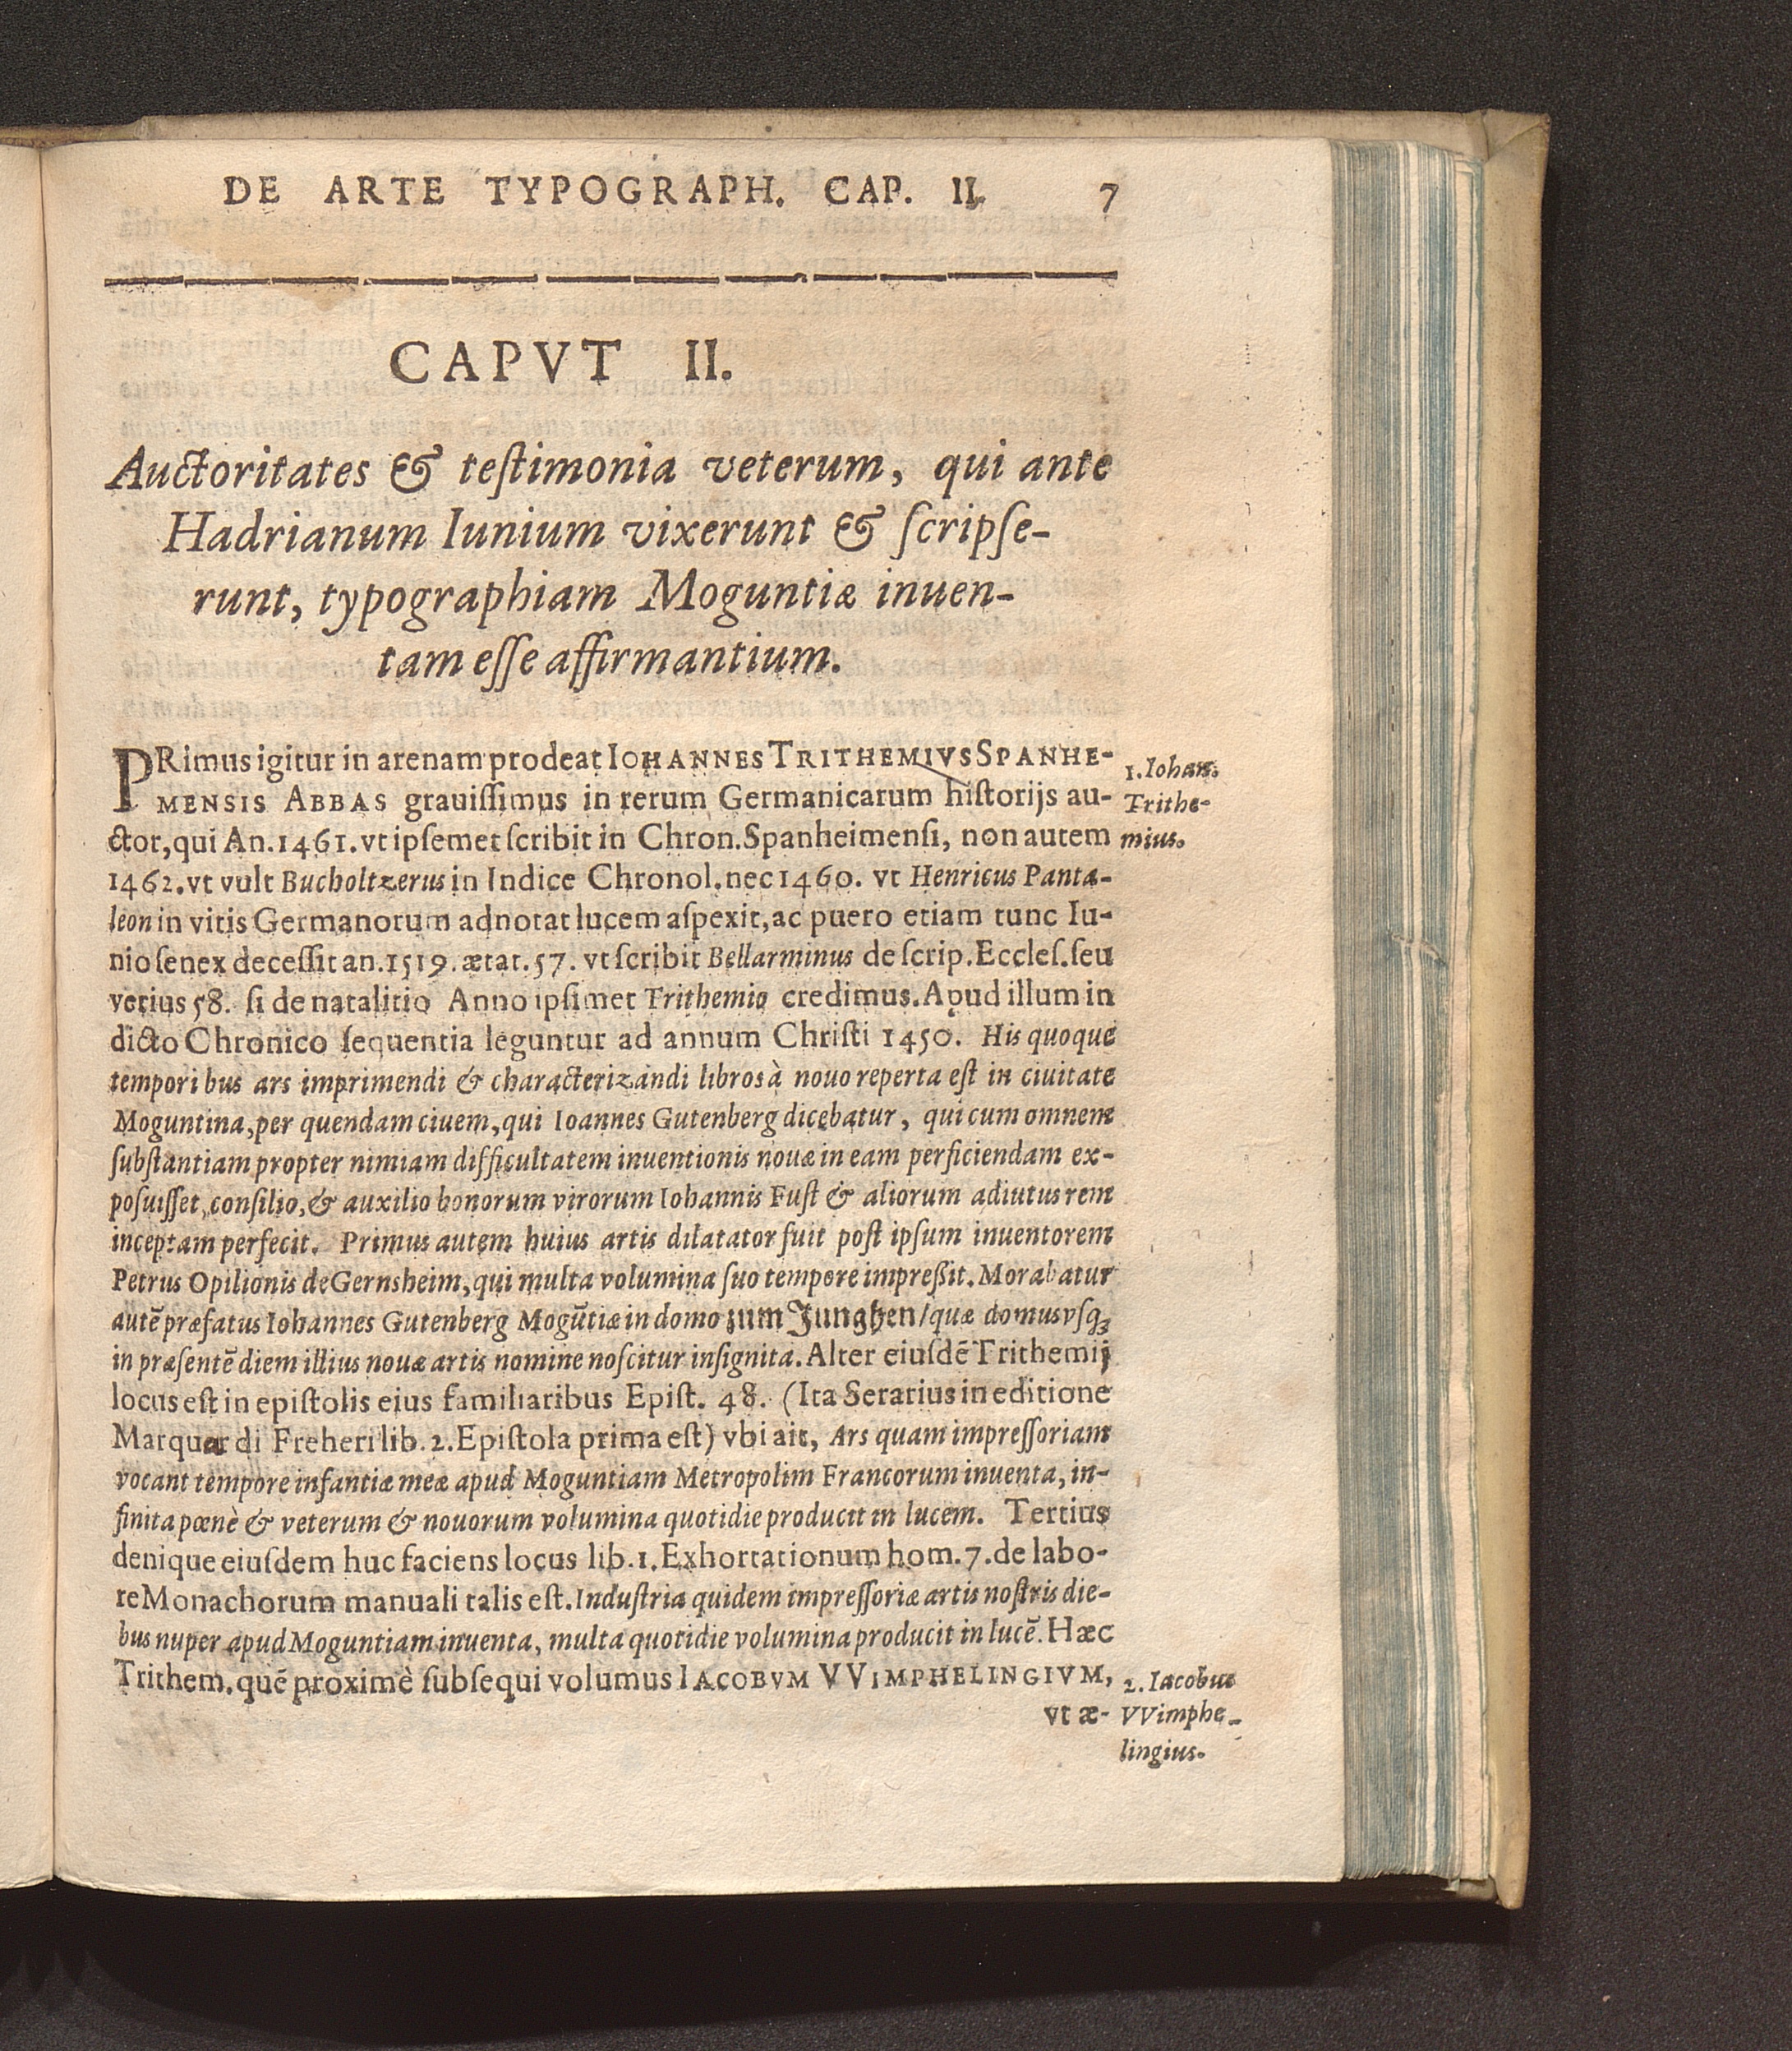 DE ARTE TYPOGRAPH. CAP. II. 7
CAPVT II.
Auctoritates & teſtimonia veterum, qui ante
Hadrianum Iunium vixerunt & ſcripſe-
runt, typographiam Moguntiæ inuen-
tam eſſe affirmantium.
PRimus igitur in arenam prodeat IOHANNES TRITHEMIVS SPANHE-
MENSIS ABBAS grauiſſimus in rerum Germanicarum hiſtorijs au-
ctor, qui An. 1461. vt ipſemet ſcribit in Chron. Spanheimenſi, non autem
1462. vt vult Bucholtzerus in Indice Chronol. nec 1460. vt Henricus Panta-
leon in vitis Germanorum adnotat lucem aſpexit, ac puero etiam tunc Iu-
nio ſenex deceſſit an. 1519. ætat. 57. vt ſcribit Bellarminus de ſcrip. Eccleſ. ſeu
verius 58. ſi de natalitio Anno ipſimet Trithemio credimus. Apud illum in
dicto Chronico ſequentia leguntur ad annum Chriſti 1450. His quoque
temporibus ars imprimendi & characterizandi libros à nouo reperta eſt in ciuitate
Moguntina, per quendam ciuem, qui Ioannes Gutenberg dicebatur, qui cum omnem
ſubſtantiam propter nimiam difficultatem inuentionis nouæ in eam perficiendam ex-
poſuiſſet, conſilio, & auxilio bonorum virorum Iohannis Fuſt & aliorum adiutus rem
inceptam perfecit. Primus autem huius artis dilatator fuit poſt ipſum inuentorem
Petrus Opilionis de Gernsheim, qui multa volumina ſuo tempore impreßit. Morabatur
autē præfatus Iohannes Gutenberg Mogūtiæ in domo zum Junghen/ quæ domus vſqꝫ
in præſentē diem illius nouæ artis nomine noſcitur inſignita. Alter eiuſdē Trithemij
locus eſt in epiſtolis eius familiaribus Epiſt. 48. (Ita Serarius in editione
Marquardi Freheri lib. 2. Epiſtola prima eſt) vbi ait, Ars quam impreſſoriam
vocant tempore infantiæ meæ apud Moguntiam Metropolim Francorum inuenta, in-
finita pœnè & veterum & nouorum volumina quotidie producit in lucem. Tertius
denique eiuſdem huc faciens locus lib. 1. Exhortationum hom. 7. de labo-
re Monachorum manuali talis eſt. Induſtria quidem impreſſoriæ artis noſtris die-
bus nuper apud Moguntiam inuenta, multa quotidie volumina producit in lucē. Hæc
Trithem. quē proximè ſubſequi volumus IACOBVM VVIMPHELINGIVM,
vt æ-
1. Iohan.
Trithe-
mius.
2. Iacobus
VVimphe-
lingius.